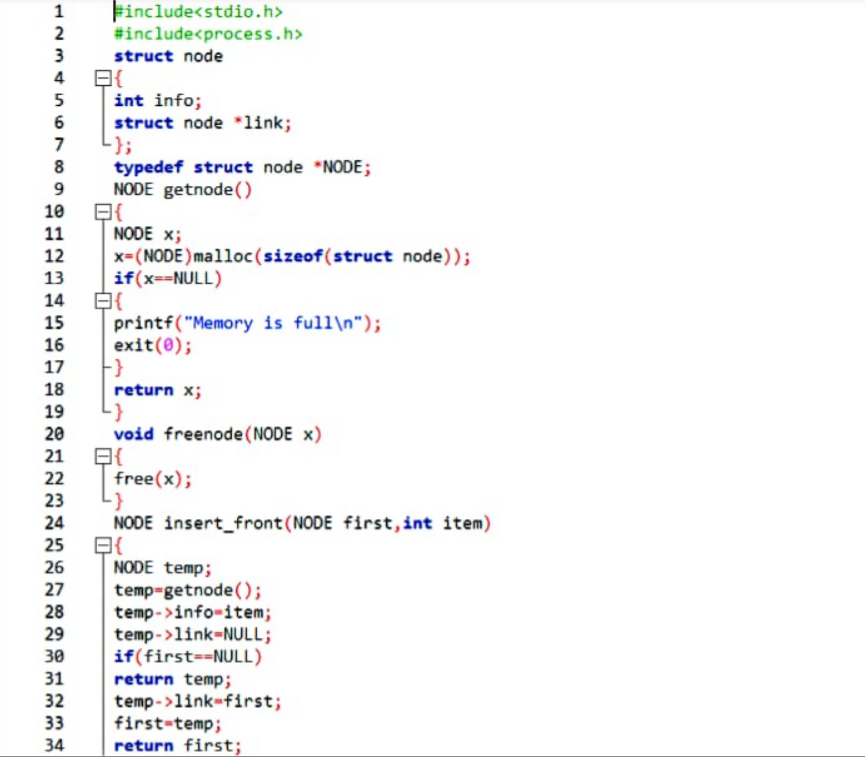 1 #include<stdio.h>
2 #include<process.h>
3 struct node
4 {
5 int info;
6 struct node *link;
7 };
8 typedef struct node *NODE;
9 NODE getnode()
10 {
11 NODE x;
12 x=(NODE)malloc(sizeof(struct node));
13 if(x==NULL)
14 {
15 printf("Memory is full\n");
16 exit(0);
17 }
18 return x;
19 }
20 void freenode(NODE x)
21 {
22 free(x);
23 }
24 NODE insert_front(NODE first,int item)
25 {
26 NODE temp;
27 temp=getnode();
28 temp->info=item;
29 temp->link=NULL;
30 if(first==NULL)
31 return temp;
32 temp->link=first;
33 first=temp;
34 return first;